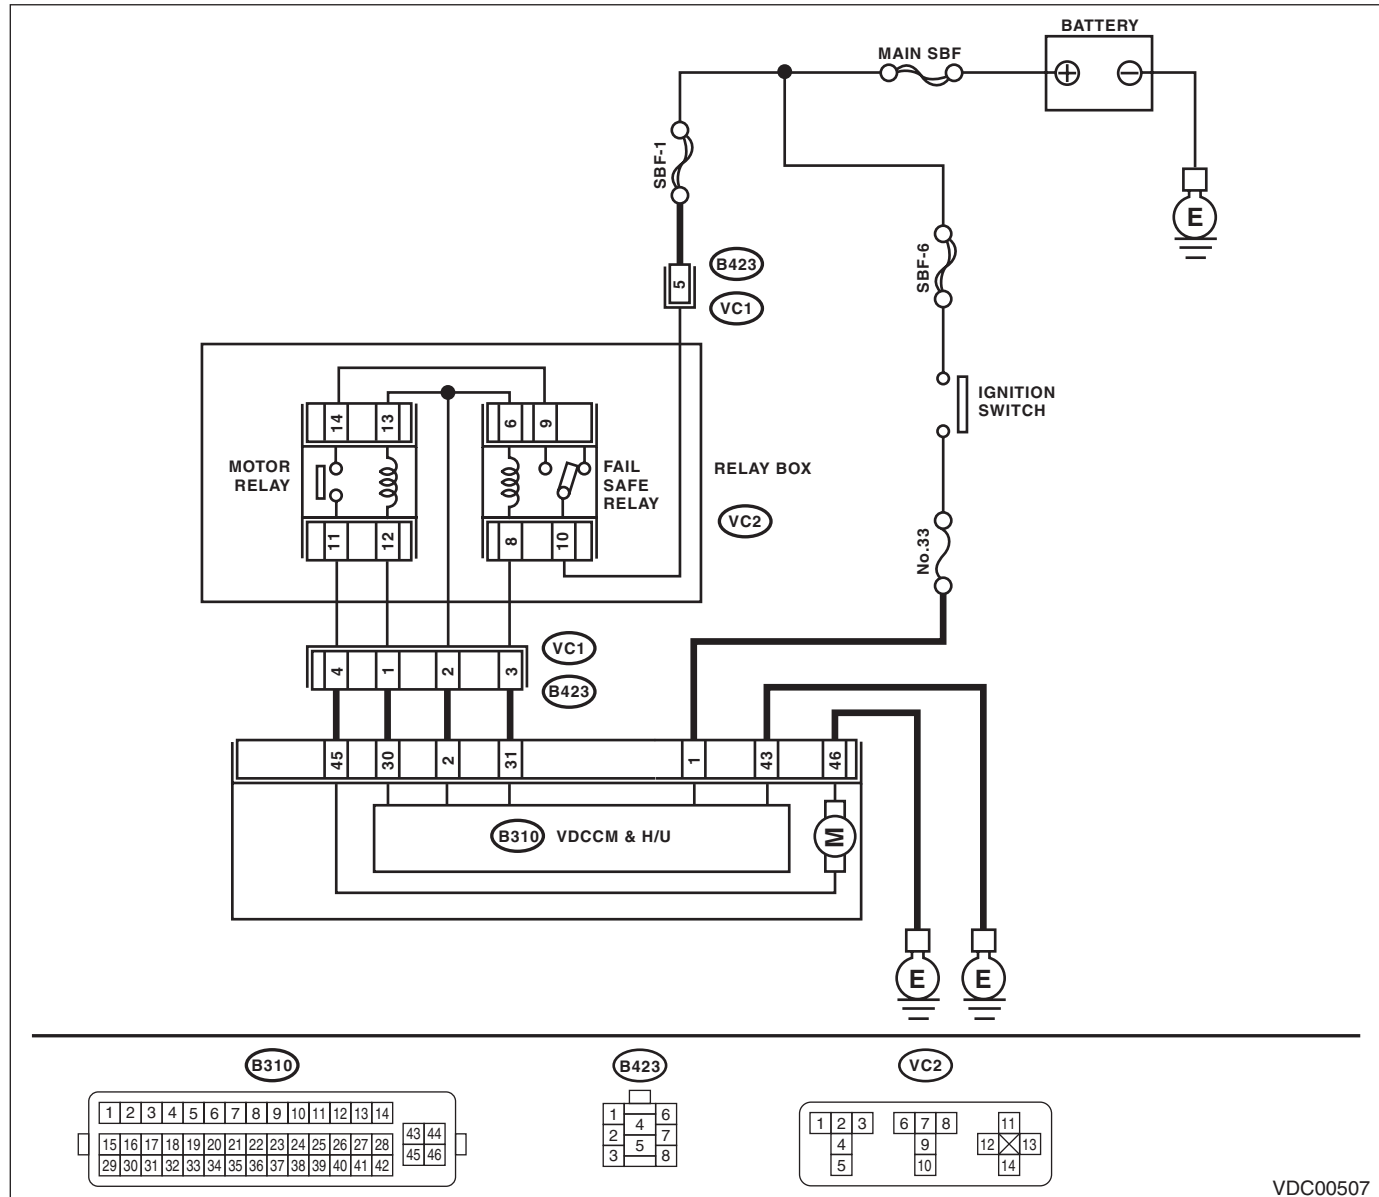 BATTERY
MAIN SBF
E
SBF-1
SBF-6
B423
5
VC1
IGNITION
SWITCH
14 13 6 9
MOTOR
RELAY
FAIL
SAFE
RELAY
RELAY BOX
VC2
11 12 8 10
No.33
VC1
4 1 2 3
B423
45 30 2 31 1 43 46
B310 VDCCM & H/U
M
E E
B310 B423 VC2
1 2 3 4 5 6 7 8 9 10 11 12 13 14
43 44
15 16 17 18 19 20 21 22 23 24 25 26 27 28
45 46
29 30 31 32 33 34 35 36 37 38 39 40 41 42
1 4 6
2 5 7
3 8
1 2 3 6 7 8 11
4 9 12 13
5 10 14
VDC00507